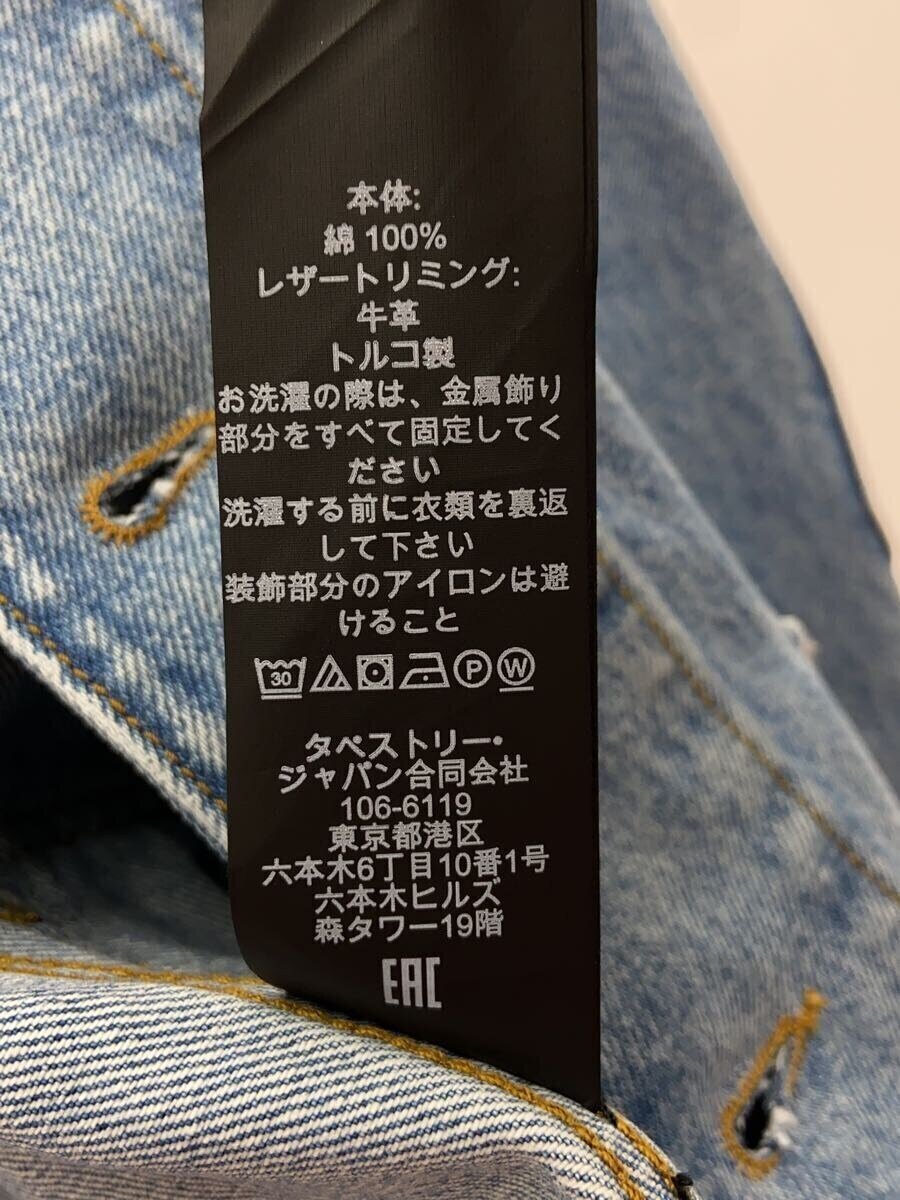 本体:
綿 100%
レザートリミング:
牛革
トルコ製
お洗濯の際は、金属飾り
部分をすべて固定してく
ださい
洗濯する前に衣類を裏返
して下さい
装飾部分のアイロンは避
けること
30 P W
タペストリー・
ジャパン合同会社
106-6119
東京都港区
六本木6丁目10番1号
六本木ヒルズ
森タワー19階
EAC